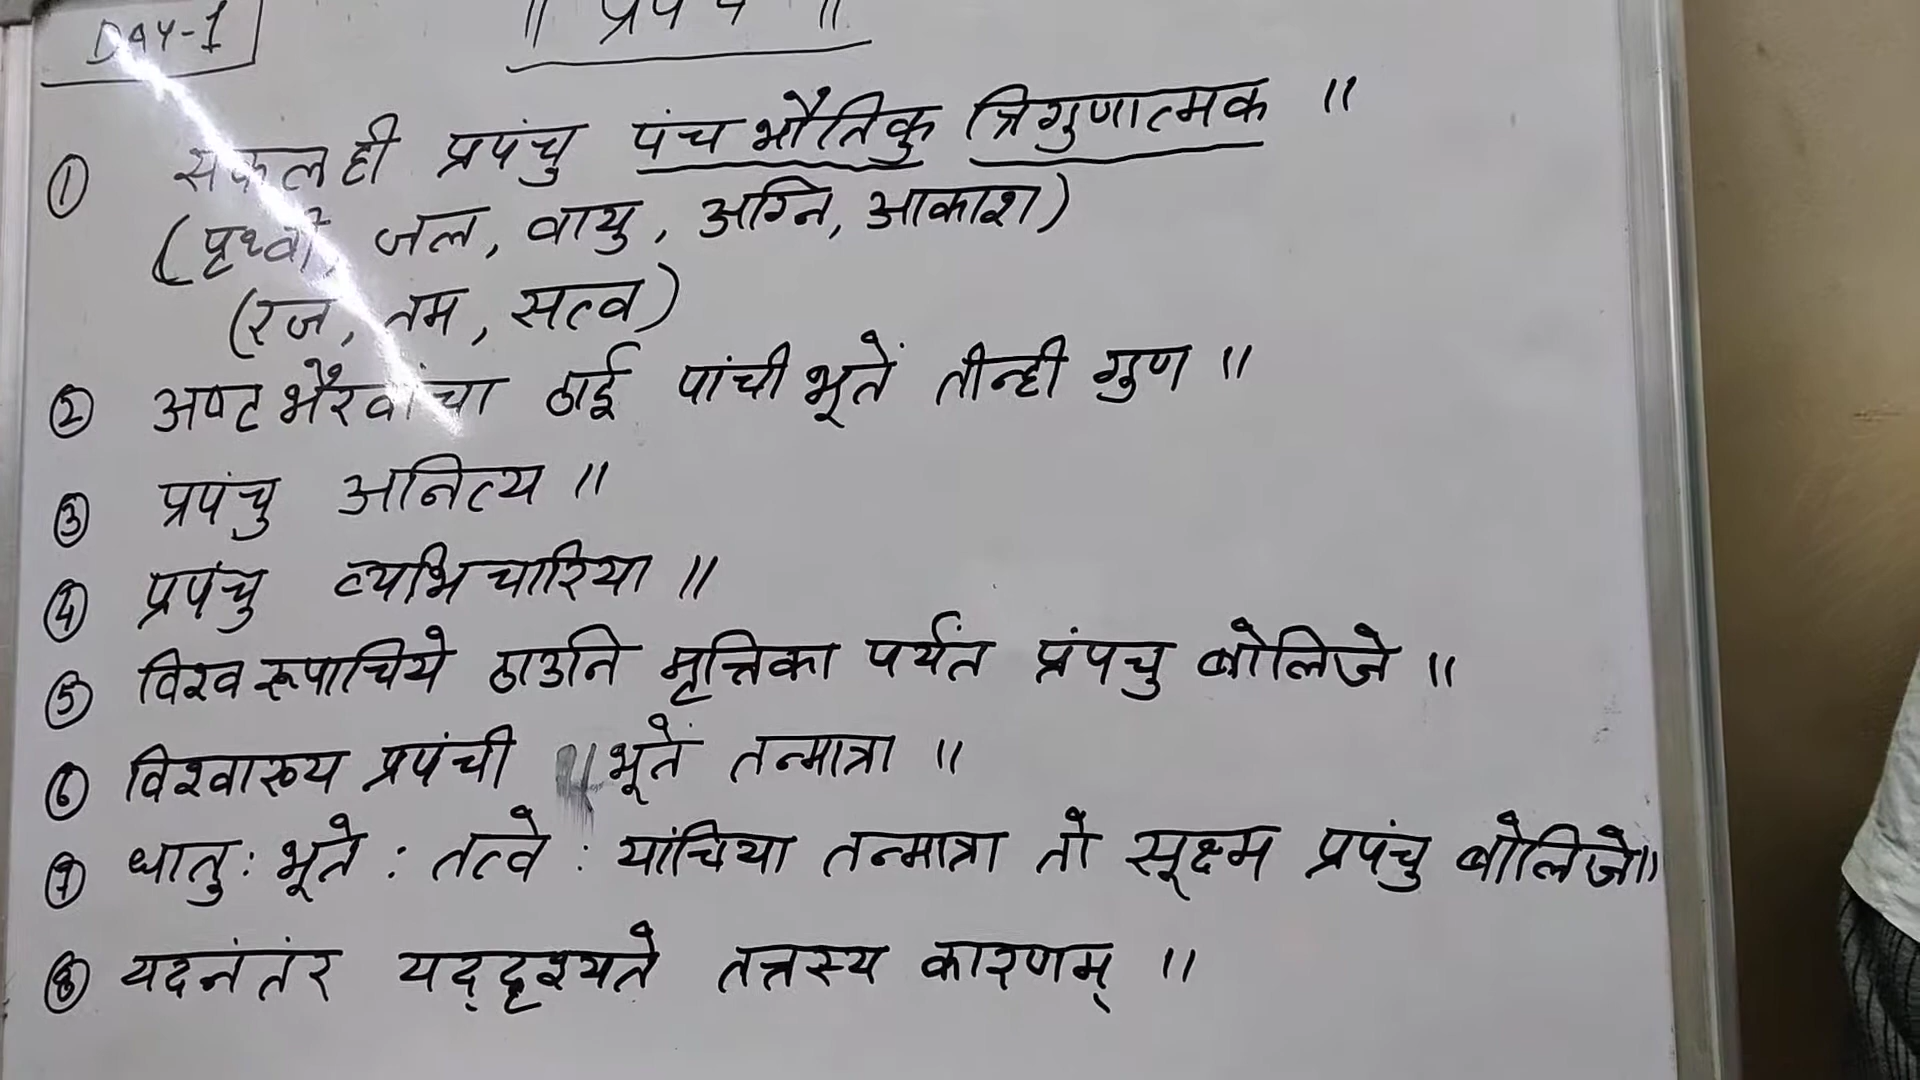 DAY-1
|| प्रपंच ||
① सकलही प्रपंचु पंचभौतिकु त्रिगुणात्मक ||
(पृथ्वी, जल, वायु, अग्नि, आकाश)
(रज, तम, सत्व)
② अष्टभैरवांचा ठाई पांची भूतें तीन्ही गुण ||
③ प्रपंचु अनित्य ||
④ प्रपंचु व्यभिचारिया ||
⑤ विश्वरूपाचिये ठाउनि मृत्तिका पर्यंत प्रंपचु बोलिजे ||
⑥ विश्वारूय प्रपंची || भूतें तन्मात्रा ||
⑦ धातु: भूते : तत्वे : यांचिया तन्मात्रा तो सूक्ष्म प्रपंचु बोलिजे ||
⑧ यदनंतंर यद्दृश्यते तत्तस्य कारणम् ||